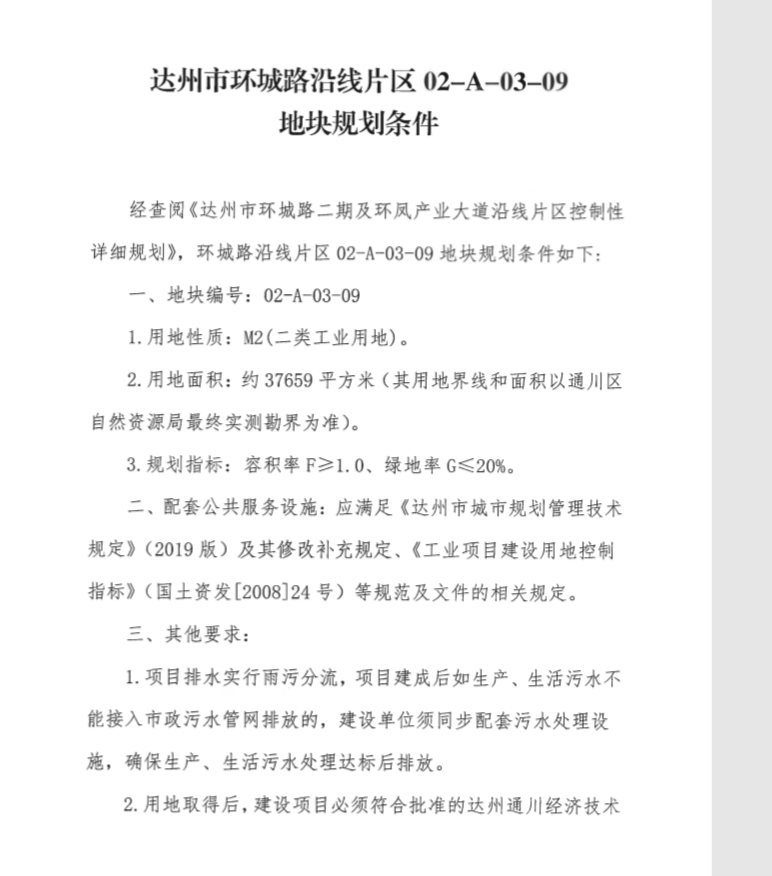 达州市环城路沿线片区 02-A-03-09
地块规划条件
经查阅《达州市环城路二期及环凤产业大道沿线片区控制性
详细规划》，环城路沿线片区 02-A-03-09 地块规划条件如下：
一、地块编号：02-A-03-09
1.用地性质：M2(二类工业用地)。
2.用地面积：约 37659 平方米（其用地界线和面积以通川区
自然资源局最终实测勘界为准）。
3.规划指标：容积率 F≥1.0、绿地率 G≤20%。
二、配套公共服务设施：应满足《达州市城市规划管理技术
规定》（2019 版）及其修改补充规定、《工业项目建设用地控制
指标》（国土资发[2008]24 号）等规范及文件的相关规定。
三、其他要求：
1.项目排水实行雨污分流，项目建成后如生产、生活污水不
能接入市政污水管网排放的，建设单位须同步配套污水处理设
施，确保生产、生活污水处理达标后排放。
2.用地取得后，建设项目必须符合批准的达州通川经济技术